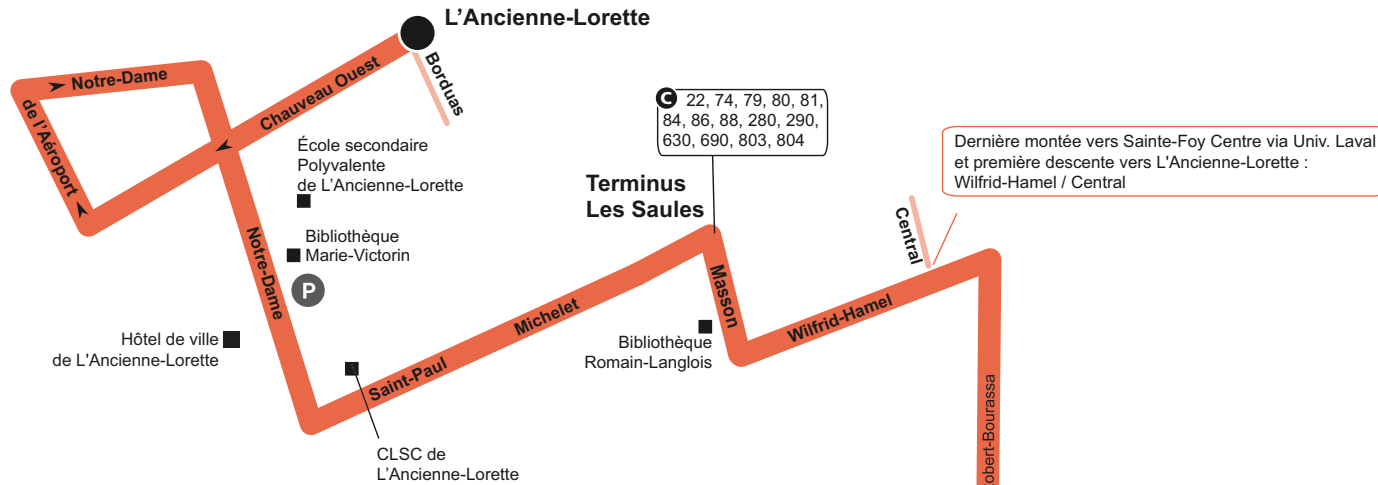 L'Ancienne-Lorette
Borduas
Chauveau Ouest
Notre-Dame
de l'Aéroport
École secondaire
Polyvalente
de L'Ancienne-Lorette
Bibliothèque
Marie-Victorin
P
Notre-Dame
Hôtel de ville
de L'Ancienne-Lorette
CLSC de
L'Ancienne-Lorette
Saint-Paul
Michelet
C 22, 74, 79, 80, 81,
84, 86, 88, 280, 290,
630, 690, 803, 804
Terminus
Les Saules
Masson
Bibliothèque
Romain-Langlois
Wilfrid-Hamel
Central
Dernière montée vers Sainte-Foy Centre via Univ. Laval
et première descente vers L'Ancienne-Lorette :
Wilfrid-Hamel / Central
obert-Bourassa